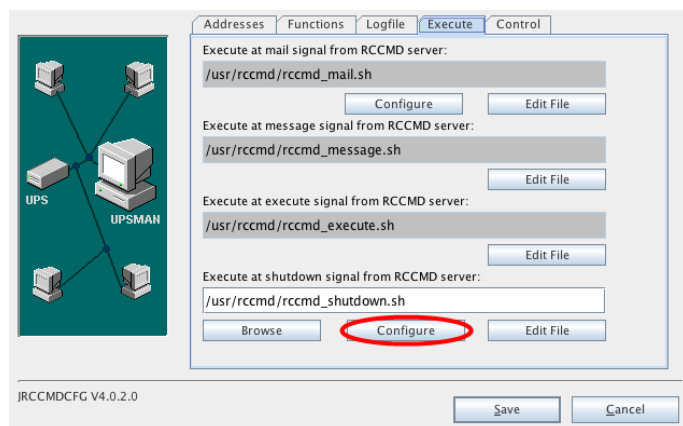 Addresses Functions Logfile Execute Control
Execute at mail signal from RCCMD server:
/usr/rccmd/rccmd_mail.sh
Configure Edit File
Execute at message signal from RCCMD server:
/usr/rccmd/rccmd_message.sh
Edit File
Execute at execute signal from RCCMD server:
/usr/rccmd/rccmd_execute.sh
Edit File
Execute at shutdown signal from RCCMD server:
/usr/rccmd/rccmd_shutdown.sh
Browse Configure Edit File
UPS
UPSMAN
JRCCMDCFG V4.0.2.0
Save Cancel